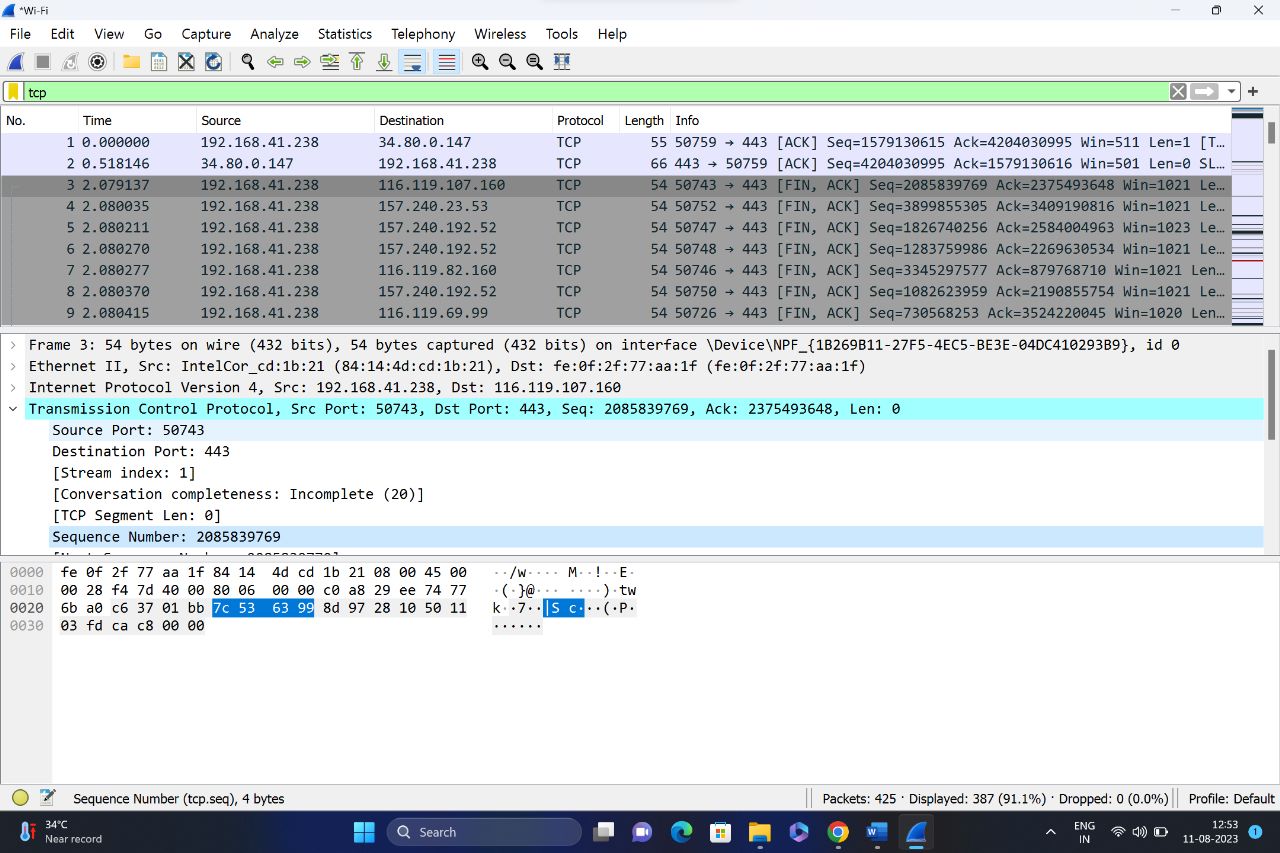 *Wi-Fi
File Edit View Go Capture Analyze Statistics Telephony Wireless Tools Help
tcp
No. Time Source Destination Protocol Length Info
1 0.000000 192.168.41.238 34.80.0.147 TCP 55 50759 → 443 [ACK] Seq=1579130615 Ack=4204030995 Win=511 Len=1 [T…
2 0.518146 34.80.0.147 192.168.41.238 TCP 66 443 → 50759 [ACK] Seq=4204030995 Ack=1579130616 Win=501 Len=0 SL…
3 2.079137 192.168.41.238 116.119.107.160 TCP 54 50743 → 443 [FIN, ACK] Seq=2085839769 Ack=2375493648 Win=1021 Le…
4 2.080035 192.168.41.238 157.240.23.53 TCP 54 50752 → 443 [FIN, ACK] Seq=3899855305 Ack=3409190816 Win=1021 Le…
5 2.080211 192.168.41.238 157.240.192.52 TCP 54 50747 → 443 [FIN, ACK] Seq=1826740256 Ack=2584004963 Win=1023 Le…
6 2.080270 192.168.41.238 157.240.192.52 TCP 54 50748 → 443 [FIN, ACK] Seq=1283759986 Ack=2269630534 Win=1021 Le…
7 2.080277 192.168.41.238 116.119.82.160 TCP 54 50746 → 443 [FIN, ACK] Seq=3345297577 Ack=879768710 Win=1021 Len…
8 2.080370 192.168.41.238 157.240.192.52 TCP 54 50750 → 443 [FIN, ACK] Seq=1082623959 Ack=2190855754 Win=1021 Le…
9 2.080415 192.168.41.238 116.119.69.99 TCP 54 50726 → 443 [FIN, ACK] Seq=730568253 Ack=3524220045 Win=1020 Len…
Frame 3: 54 bytes on wire (432 bits), 54 bytes captured (432 bits) on interface \Device\NPF_{1B269B11-27F5-4EC5-BE3E-04DC410293B9}, id 0
Ethernet II, Src: IntelCor_cd:1b:21 (84:14:4d:cd:1b:21), Dst: fe:0f:2f:77:aa:1f (fe:0f:2f:77:aa:1f)
Internet Protocol Version 4, Src: 192.168.41.238, Dst: 116.119.107.160
Transmission Control Protocol, Src Port: 50743, Dst Port: 443, Seq: 2085839769, Ack: 2375493648, Len: 0
Source Port: 50743
Destination Port: 443
[Stream index: 1]
[Conversation completeness: Incomplete (20)]
[TCP Segment Len: 0]
Sequence Number: 2085839769
0000 fe 0f 2f 77 aa 1f 84 14 4d cd 1b 21 08 00 45 00 ··/w···· M··!··E·
0010 00 28 f4 7d 40 00 80 06 00 00 c0 a8 29 ee 74 77 ·(·}@··· ····)·tw
0020 6b a0 c6 37 01 bb 7c 53 63 99 8d 97 28 10 50 11 k··7··|S c···(·P·
0030 03 fd ca c8 00 00 ······
Sequence Number (tcp.seq), 4 bytes Packets: 425 · Displayed: 387 (91.1%) · Dropped: 0 (0.0%) Profile: Default
34°C
Near record
Search
ENG
IN
12:53
11-08-2023
1